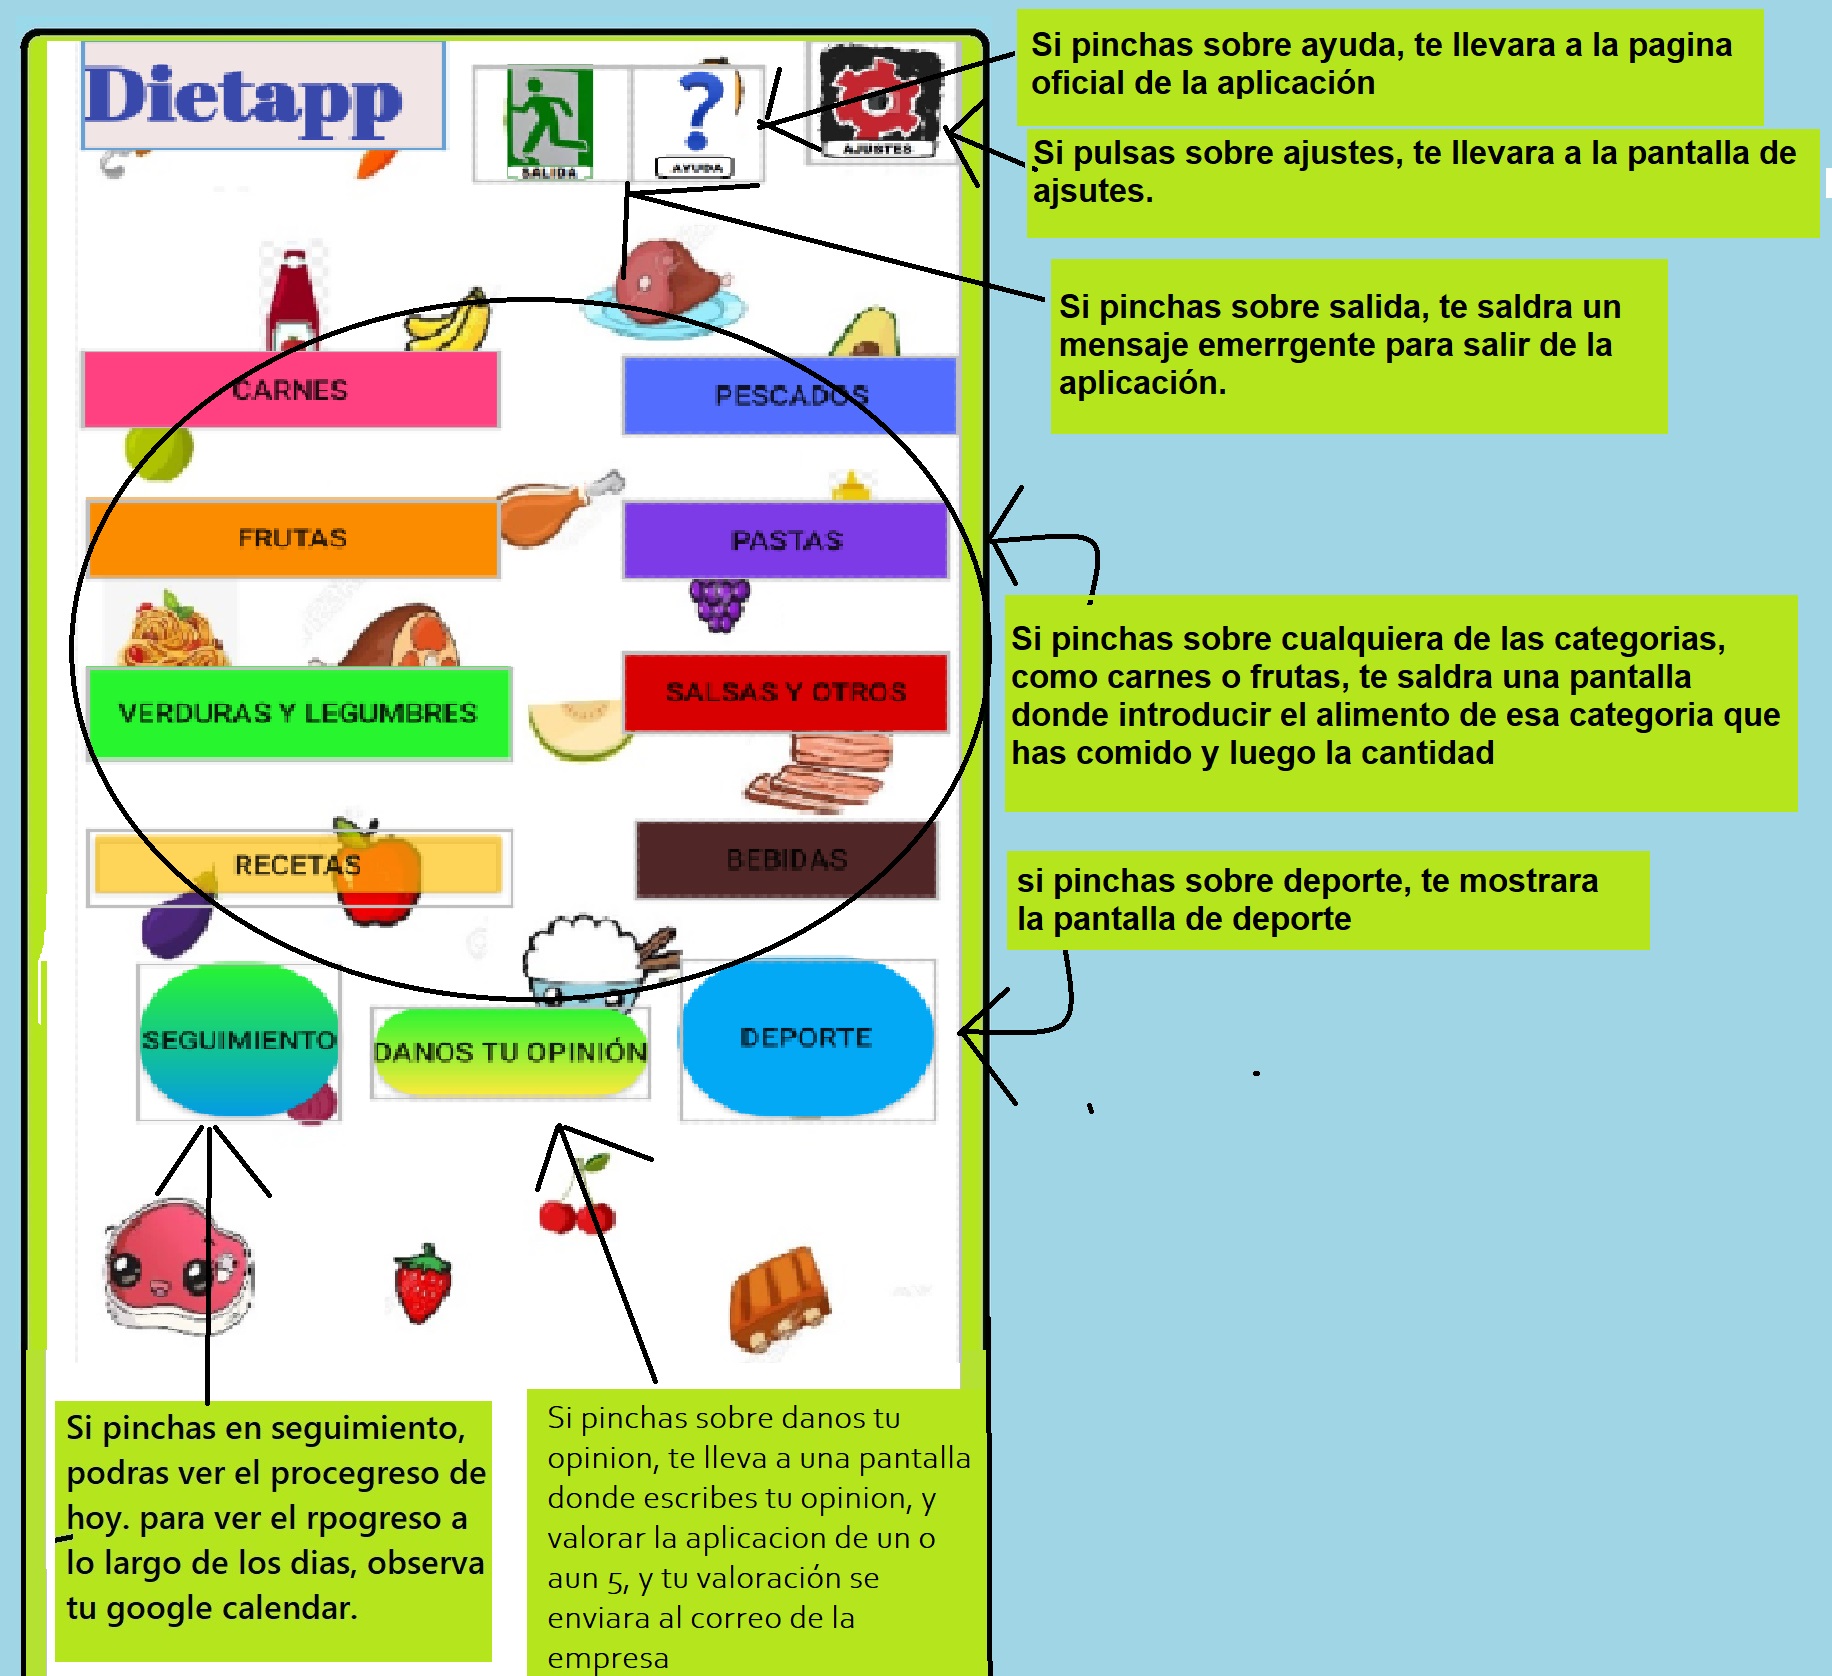 Dietapp
SALIDA
AYUDA
AJUSTES
Si pinchas sobre ayuda, te llevara a la pagina
oficial de la aplicación
Si pulsas sobre ajustes, te llevara a la pantalla de
ajsutes.
Si pinchas sobre salida, te saldra un
mensaje emerrgente para salir de la
aplicación.
CARNES
PESCADOS
FRUTAS
PASTAS
VERDURAS Y LEGUMBRES
SALSAS Y OTROS
RECETAS
BEBIDAS
Si pinchas sobre cualquiera de las categorias,
como carnes o frutas, te saldra una pantalla
donde introducir el alimento de esa categoria que
has comido y luego la cantidad
si pinchas sobre deporte, te mostrara
la pantalla de deporte
SEGUIMIENTO
DANOS TU OPINIÓN
DEPORTE
Si pinchas en seguimiento,
podras ver el procegreso de
hoy. para ver el rpogreso a
lo largo de los dias, observa
tu google calendar.
Si pinchas sobre danos tu
opinion, te lleva a una pantalla
donde escribes tu opinion, y
valorar la aplicacion de un o
aun 5, y tu valoración se
enviara al correo de la
empresa